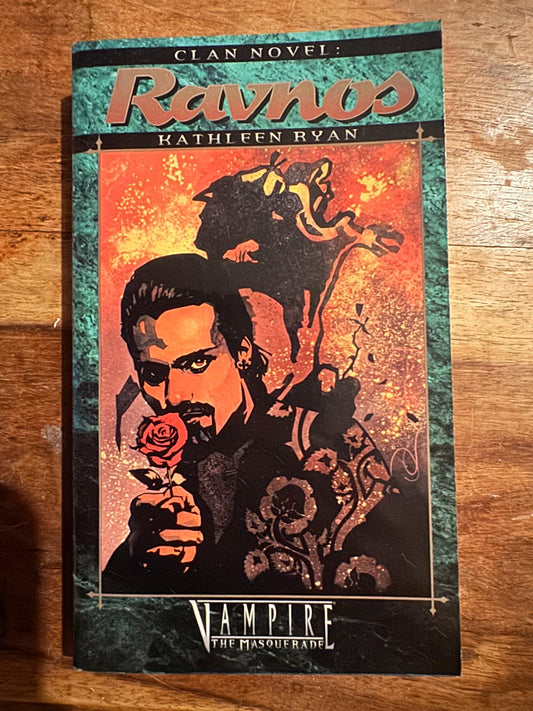 CLAN NOVEL:
Ravnos
KATHLEEN RYAN
VAMPIRE
THE MASQUERADE